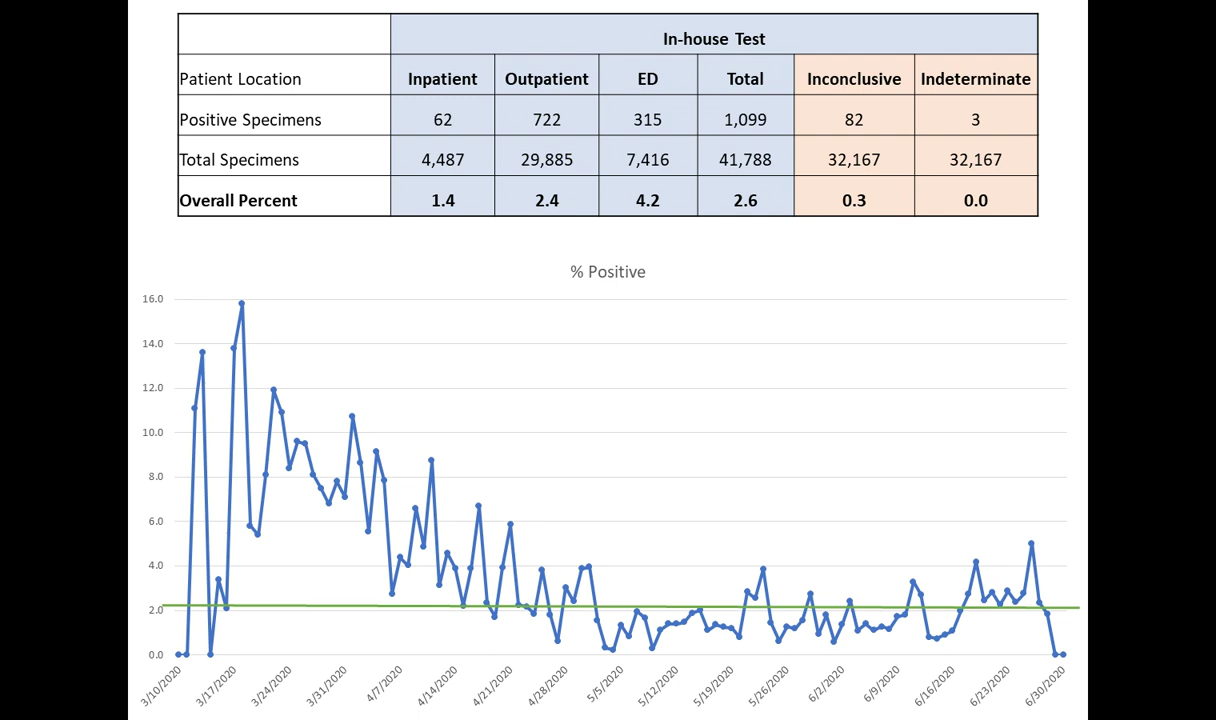 In-house Test
Patient Location Inpatient Outpatient ED Total Inconclusive Indeterminate
Positive Specimens 62 722 315 1,099 82 3
Total Specimens 4,487 29,885 7,416 41,788 32,167 32,167
Overall Percent 1.4 2.4 4.2 2.6 0.3 0.0
% Positive
16.0
14.0
12.0
10.0
8.0
6.0
4.0
2.0
0.0
3/10/2020 3/17/2020 3/24/2020 3/31/2020 4/7/2020 4/14/2020 4/21/2020 4/28/2020 5/5/2020 5/12/2020 5/19/2020 5/26/2020 6/2/2020 6/9/2020 6/16/2020 6/23/2020 6/30/2020